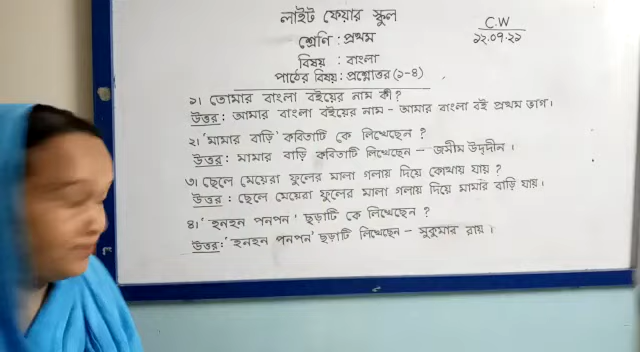 লাইট ফেয়ার স্কুল
C.W
শ্রেণি : প্রথম
১২.০৭.২১
বিষয় : বাংলা
পাঠের বিষয়: প্রশ্নোত্তর (১-৪)
১। তোমার বাংলা বইয়ের নাম কী?
উত্তর: আমার বাংলা বইয়ের নাম - আমার বাংলা বই প্রথম ভাগ।
২। 'মামার বাড়ি' কবিতাটি কে লিখেছেন ?
উত্তর: মামার বাড়ি কবিতাটি লিখেছেন - জসীম উদ্‌দীন ।
৩। ছেলে মেয়েরা ফুলের মালা গলায় দিয়ে কোথায় যায় ?
উত্তর : ছেলে মেয়েরা ফুলের মালা গলায় দিয়ে মামার বাড়ি যায়।
৪। 'হনহন পনপন' ছড়াটি কে লিখেছেন ?
উত্তর: 'হনহন পনপন' ছড়াটি লিখেছেন - সুকুমার রায় ।